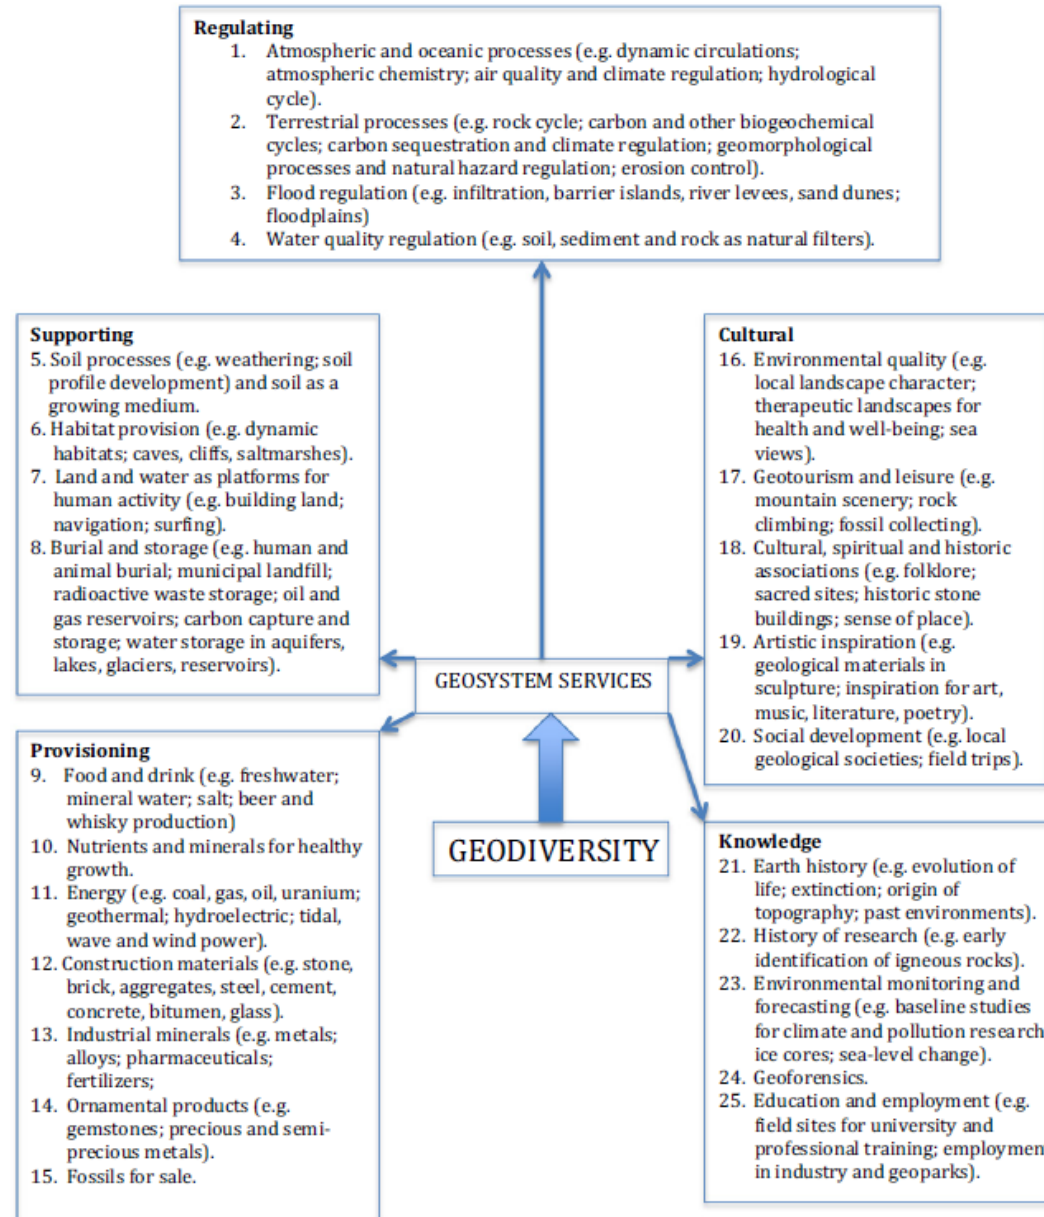 Regulating
1. Atmospheric and oceanic processes (e.g. dynamic circulations;
atmospheric chemistry; air quality and climate regulation; hydrological
cycle).
2. Terrestrial processes (e.g. rock cycle; carbon and other biogeochemical
cycles; carbon sequestration and climate regulation; geomorphological
processes and natural hazard regulation; erosion control).
3. Flood regulation (e.g. infiltration, barrier islands, river levees, sand dunes;
floodplains)
4. Water quality regulation (e.g. soil, sediment and rock as natural filters).
Supporting
5. Soil processes (e.g. weathering; soil
profile development) and soil as a
growing medium.
6. Habitat provision (e.g. dynamic
habitats; caves, cliffs, saltmarshes).
7. Land and water as platforms for
human activity (e.g. building land;
navigation; surfing).
8. Burial and storage (e.g. human and
animal burial; municipal landfill;
radioactive waste storage; oil and
gas reservoirs; carbon capture and
storage; water storage in aquifers,
lakes, glaciers, reservoirs).
Provisioning
9. Food and drink (e.g. freshwater;
mineral water; salt; beer and
whisky production)
10. Nutrients and minerals for healthy
growth.
11. Energy (e.g. coal, gas, oil, uranium;
geothermal; hydroelectric; tidal,
wave and wind power).
12. Construction materials (e.g. stone,
brick, aggregates, steel, cement,
concrete, bitumen, glass).
13. Industrial minerals (e.g. metals;
alloys; pharmaceuticals;
fertilizers;
14. Ornamental products (e.g.
gemstones; precious and semi-
precious metals).
15. Fossils for sale.
GEOSYSTEM SERVICES
GEODIVERSITY
Cultural
16. Environmental quality (e.g.
local landscape character;
therapeutic landscapes for
health and well-being; sea
views).
17. Geotourism and leisure (e.g.
mountain scenery; rock
climbing; fossil collecting).
18. Cultural, spiritual and historic
associations (e.g. folklore;
sacred sites; historic stone
buildings; sense of place).
19. Artistic inspiration (e.g.
geological materials in
sculpture; inspiration for art,
music, literature, poetry).
20. Social development (e.g. local
geological societies; field trips).
Knowledge
21. Earth history (e.g. evolution of
life; extinction; origin of
topography; past environments).
22. History of research (e.g. early
identification of igneous rocks).
23. Environmental monitoring and
forecasting (e.g. baseline studies
for climate and pollution research
ice cores; sea-level change).
24. Geoforensics.
25. Education and employment (e.g.
field sites for university and
professional training; employmen
in industry and geoparks).